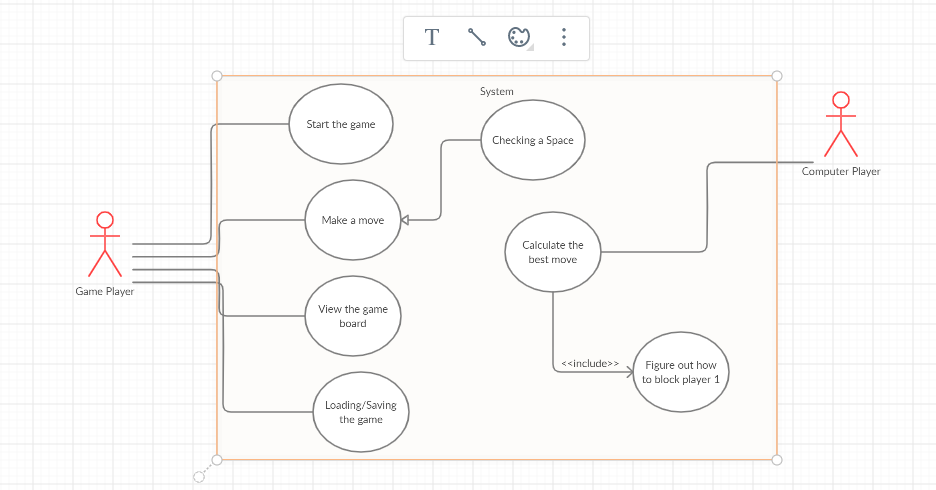 T
System
Start the game
Checking a Space
Computer Player
Make a move
Calculate the
best move
Game Player
View the game
board
<<include>>
Figure out how
to block player 1
Loading/Saving
the game